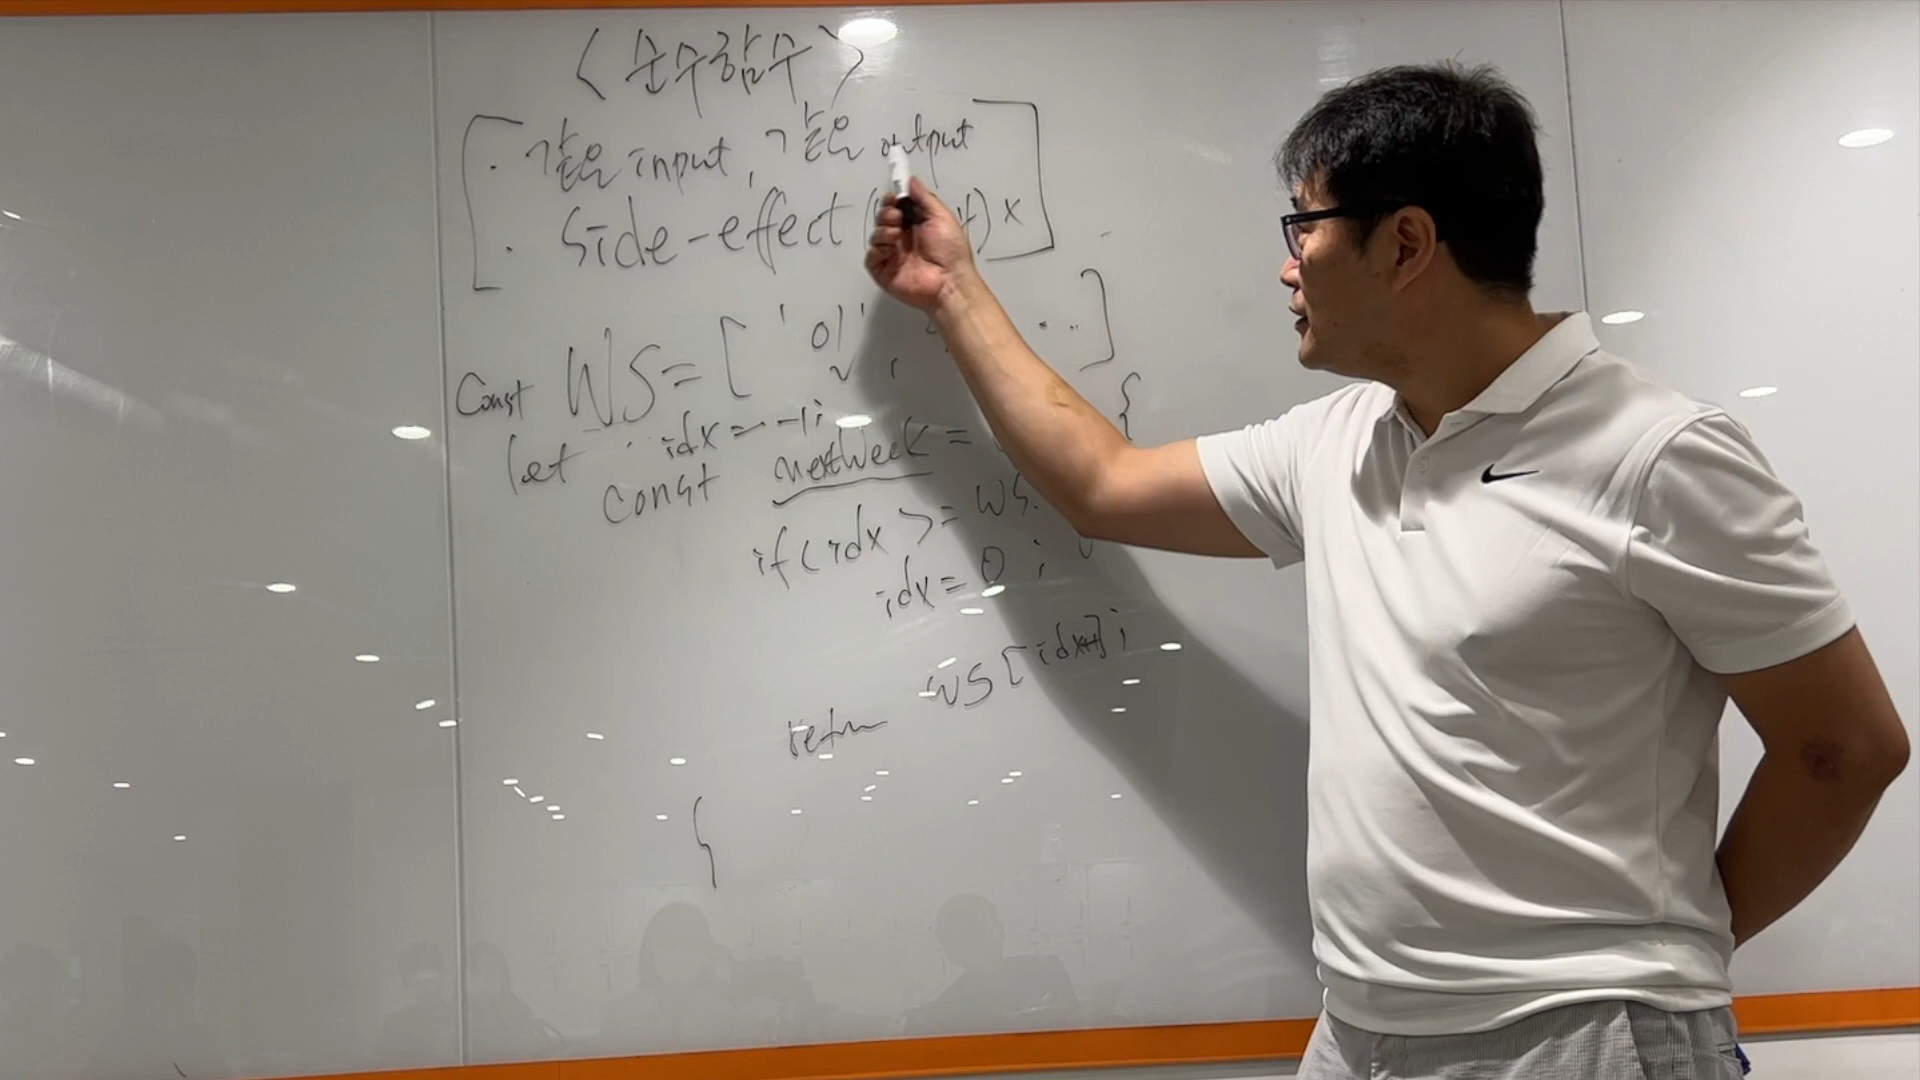 < 순수함수 >
· 같은 input, 같은 output
· Side-effect ( ) x
const WS = [ '일', ... ]
let idx = -1;
const nextWeek = {
if ( idx >= WS.
idx = 0 ;
return WS [ idx++ ] ;
}